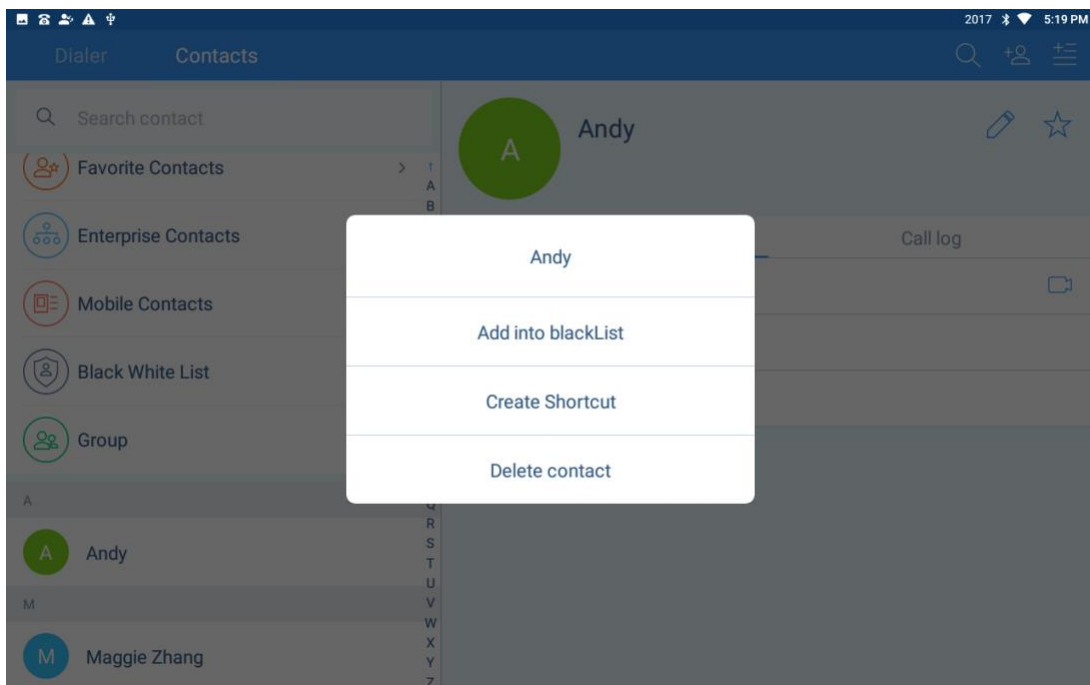 2017 5:19 PM
Dialer Contacts
Search contact
Favorite Contacts
Enterprise Contacts
Mobile Contacts
Black White List
Group
A
A Andy
M
M Maggie Zhang
↑
A
B
Q
R
S
T
U
V
W
X
Y
Z
A Andy
Call log
Andy
Add into blackList
Create Shortcut
Delete contact